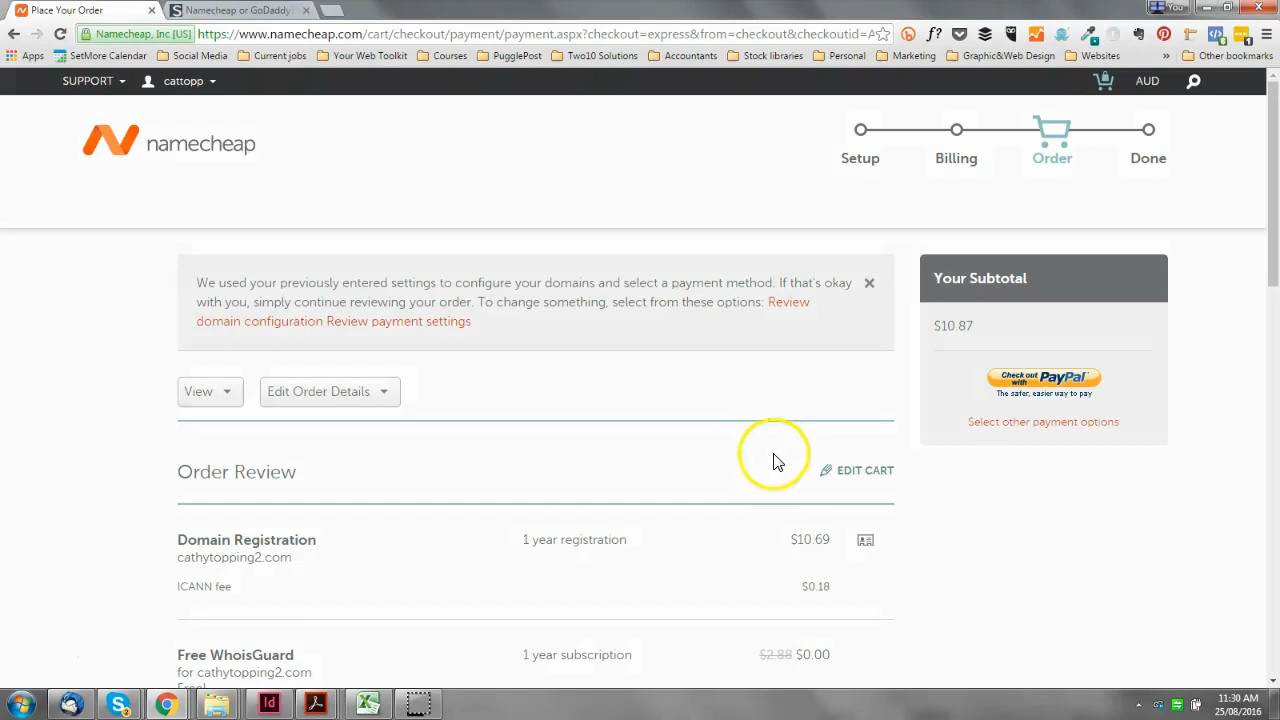 Place Your Order
Namecheap or GoDaddy
You
Namecheap, Inc [US]
https://www.namecheap.com/cart/checkout/payment/payment.aspx?checkout=express&from=checkout&checkoutid=A
Apps
SetMore Calendar
Social Media
Current jobs
Your Web Toolkit
Courses
PugglePost
Two10 Solutions
Accountants
Stock libraries
Personal
Marketing
Graphic&Web Design
Websites
»
Other bookmarks
SUPPORT
cattopp
AUD
namecheap
Setup
Billing
Order
Done
We used your previously entered settings to configure your domains and select a payment method. If that's okay
with you, simply continue reviewing your order. To change something, select from these options: Review
domain configuration Review payment settings
Your Subtotal
$10.87
Check out
with PayPal
The safer, easier way to pay
Select other payment options
View
Edit Order Details
Order Review
EDIT CART
Domain Registration
1 year registration
$10.69
cathytopping2.com
ICANN fee
$0.18
Free WhoisGuard
1 year subscription
$2.88 $0.00
for cathytopping2.com
Free!
11:30 AM
25/08/2016